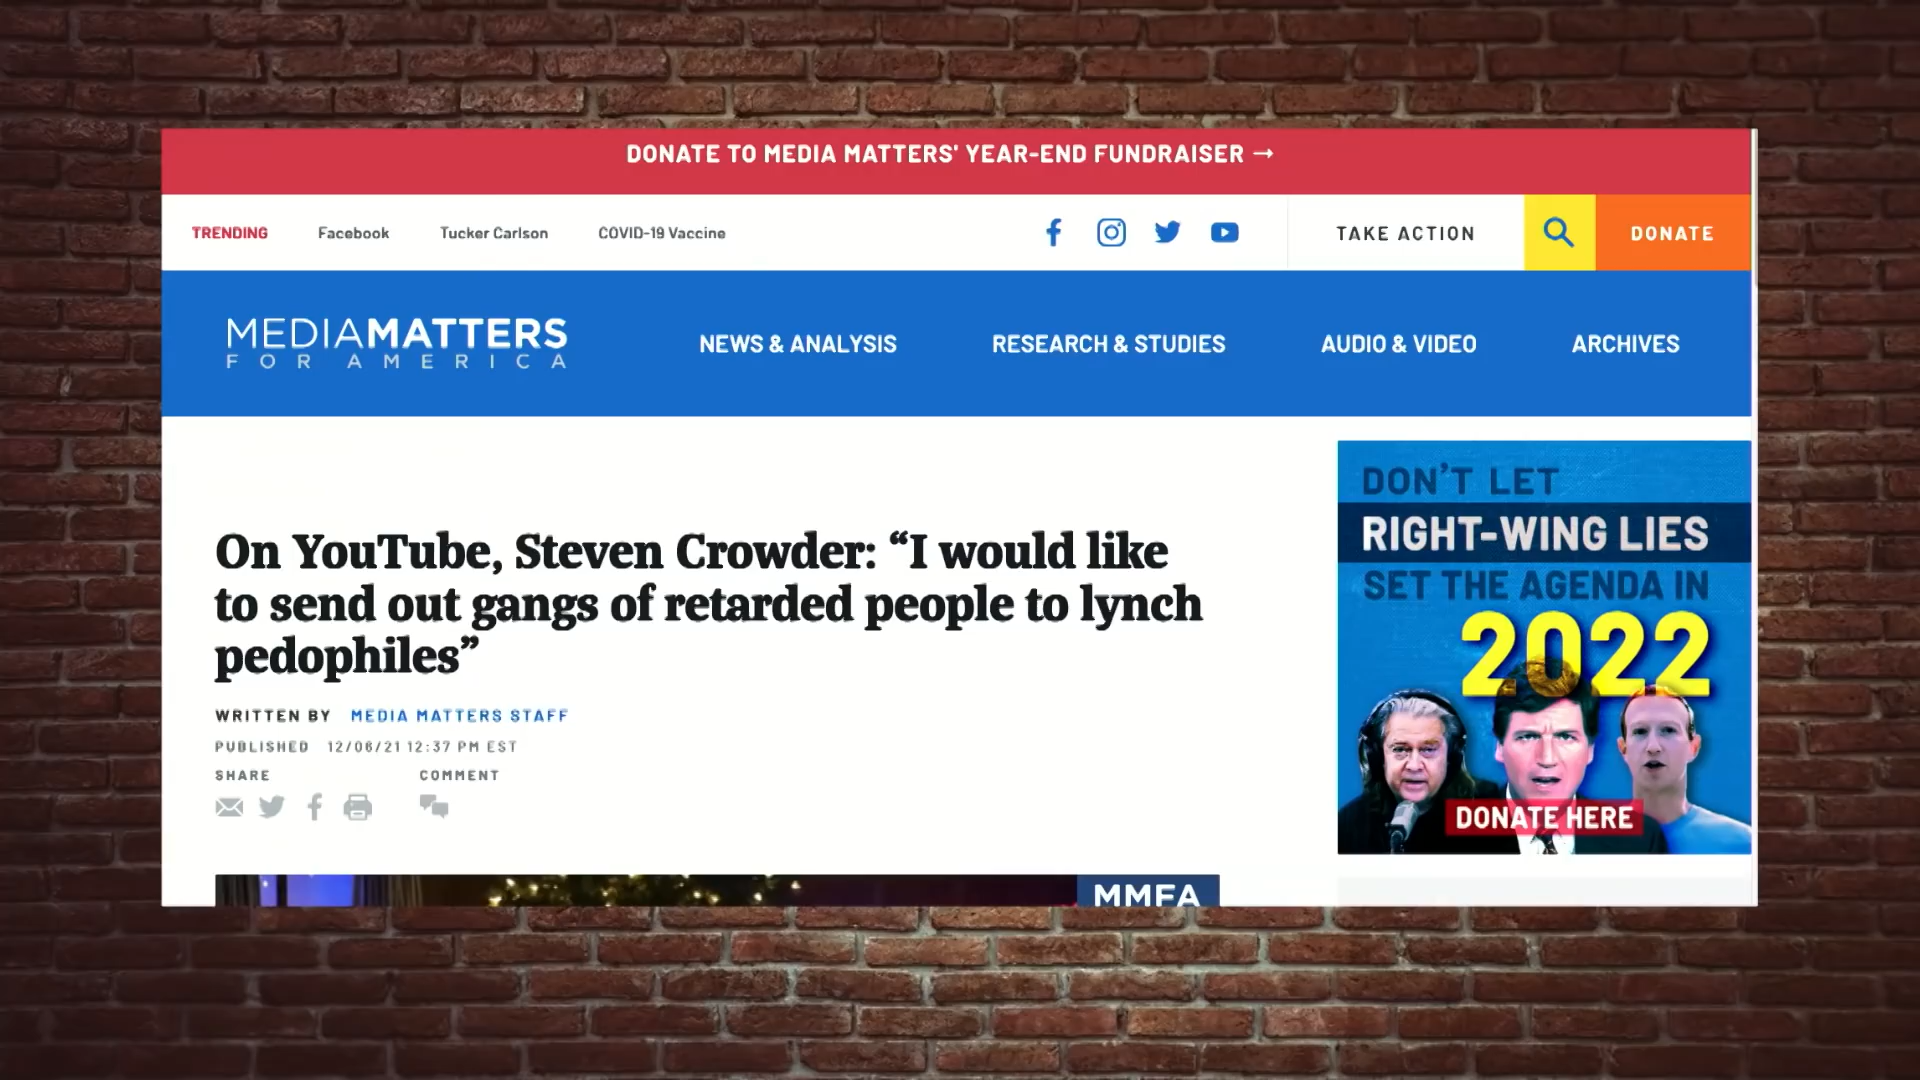 DONATE TO MEDIA MATTERS' YEAR-END FUNDRAISER →
TRENDING Facebook Tucker Carlson COVID-19 Vaccine TAKE ACTION DONATE
MEDIAMATTERS
FOR AMERICA
NEWS & ANALYSIS RESEARCH & STUDIES AUDIO & VIDEO ARCHIVES
On YouTube, Steven Crowder: “I would like
to send out gangs of retarded people to lynch
pedophiles”
WRITTEN BY MEDIA MATTERS STAFF
PUBLISHED 12/06/21 12:37 PM EST
SHARE COMMENT
DON'T LET
RIGHT-WING LIES
SET THE AGENDA IN
2022
DONATE HERE
MMFA